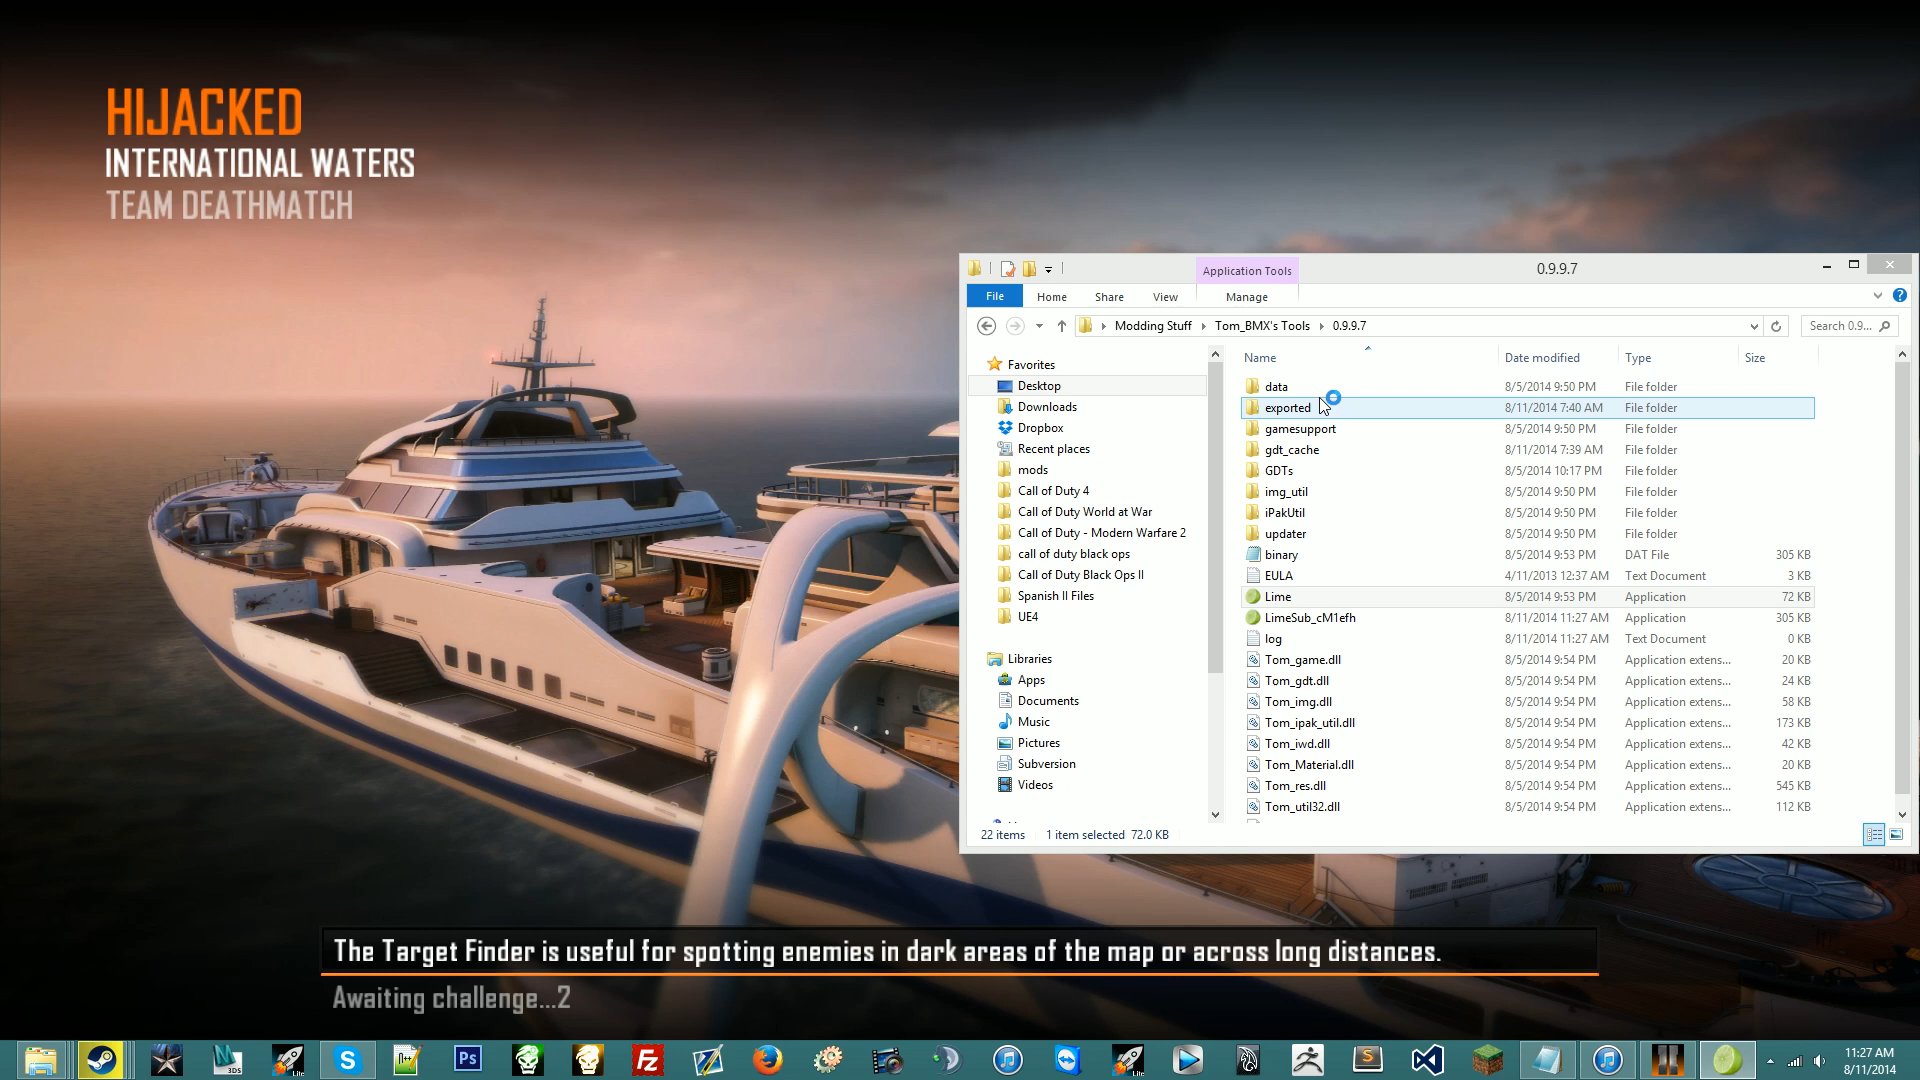 HIJACKED
INTERNATIONAL WATERS
TEAM DEATHMATCH
Application Tools
0.9.9.7
File Home Share View Manage
Modding Stuff Tom_BMX's Tools 0.9.9.7
Search 0.9...
Favorites
Desktop
Downloads
Dropbox
Recent places
mods
Call of Duty 4
Call of Duty World at War
Call of Duty - Modern Warfare 2
call of duty black ops
Call of Duty Black Ops II
Spanish II Files
UE4
Libraries
Apps
Documents
Music
Pictures
Subversion
Videos
Name Date modified Type Size
data 8/5/2014 9:50 PM File folder
exported 8/11/2014 7:40 AM File folder
gamesupport 8/5/2014 9:50 PM File folder
gdt_cache 8/11/2014 7:39 AM File folder
GDTs 8/5/2014 10:17 PM File folder
img_util 8/5/2014 9:50 PM File folder
iPakUtil 8/5/2014 9:50 PM File folder
updater 8/5/2014 9:50 PM File folder
binary 8/5/2014 9:53 PM DAT File 305 KB
EULA 4/11/2013 12:37 AM Text Document 3 KB
Lime 8/5/2014 9:53 PM Application 72 KB
LimeSub_cM1efh 8/11/2014 11:27 AM Application 305 KB
log 8/11/2014 11:27 AM Text Document 0 KB
Tom_game.dll 8/5/2014 9:54 PM Application extens... 20 KB
Tom_gdt.dll 8/5/2014 9:54 PM Application extens... 24 KB
Tom_img.dll 8/5/2014 9:54 PM Application extens... 58 KB
Tom_ipak_util.dll 8/5/2014 9:54 PM Application extens... 173 KB
Tom_iwd.dll 8/5/2014 9:54 PM Application extens... 42 KB
Tom_Material.dll 8/5/2014 9:54 PM Application extens... 20 KB
Tom_res.dll 8/5/2014 9:54 PM Application extens... 545 KB
Tom_util32.dll 8/5/2014 9:54 PM Application extens... 112 KB
22 items 1 item selected 72.0 KB
The Target Finder is useful for spotting enemies in dark areas of the map or across long distances.
Awaiting challenge...2
3DS
Lite
n++
Ps
Fz
Lite
S
11:27 AM
8/11/2014